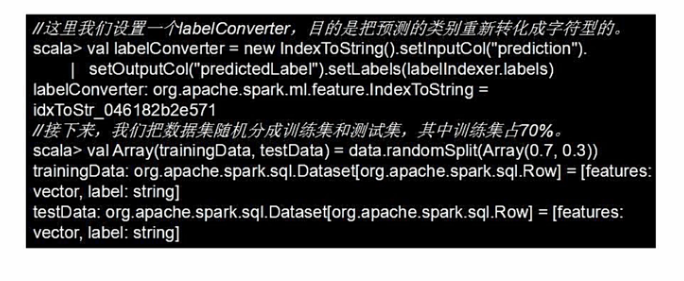 //这里我们设置一个labelConverter，目的是把预测的类别重新转化成字符型的。
scala> val labelConverter = new IndexToString().setInputCol("prediction").
| setOutputCol("predictedLabel").setLabels(labelIndexer.labels)
labelConverter: org.apache.spark.ml.feature.IndexToString =
idxToStr_046182b2e571
//接下来，我们把数据集随机分成训练集和测试集，其中训练集占70%。
scala> val Array(trainingData, testData) = data.randomSplit(Array(0.7, 0.3))
trainingData: org.apache.spark.sql.Dataset[org.apache.spark.sql.Row] = [features:
vector, label: string]
testData: org.apache.spark.sql.Dataset[org.apache.spark.sql.Row] = [features:
vector, label: string]